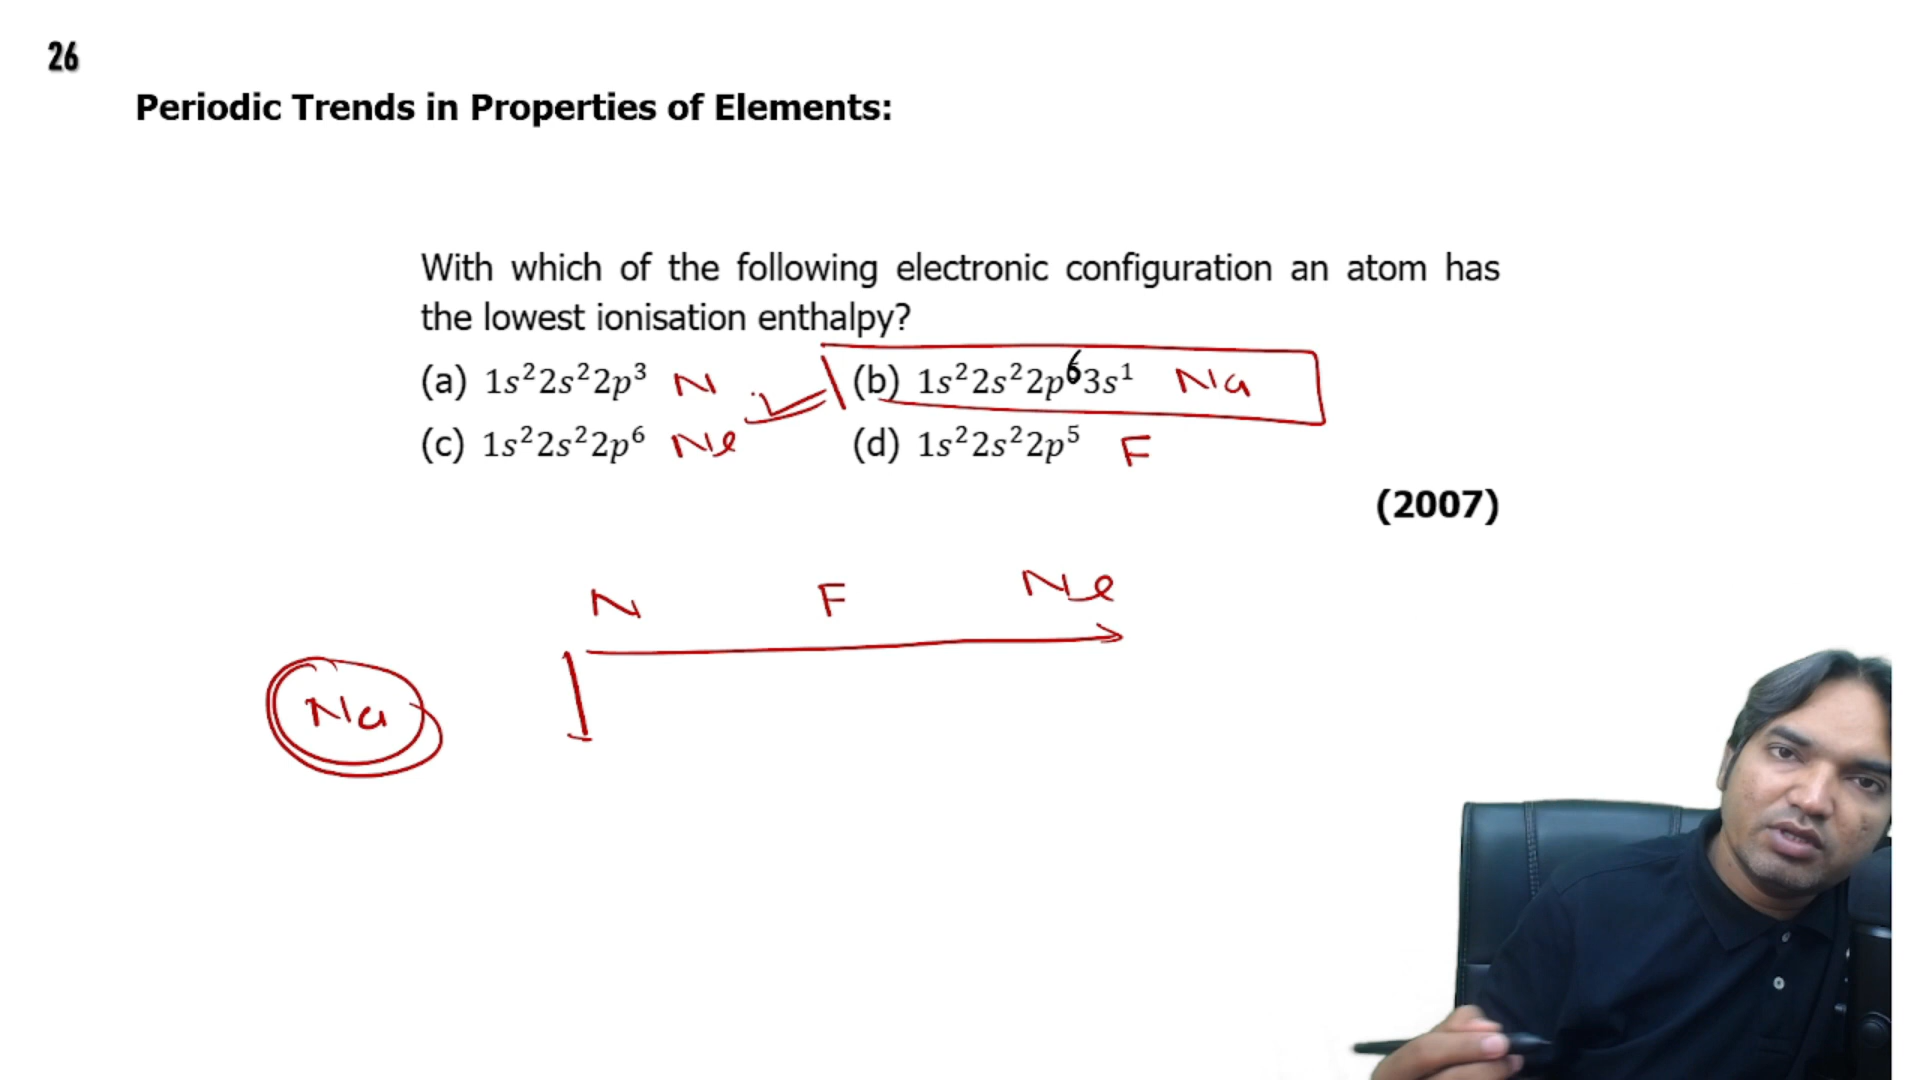 26
Periodic Trends in Properties of Elements:
With which of the following electronic configuration an atom has
the lowest ionisation enthalpy?
(a) 1s²2s²2p³ N (b) 1s²2s²2p⁶3s¹ Na
(c) 1s²2s²2p⁶ Ne (d) 1s²2s²2p⁵ F
(2007)
N F Ne
Na